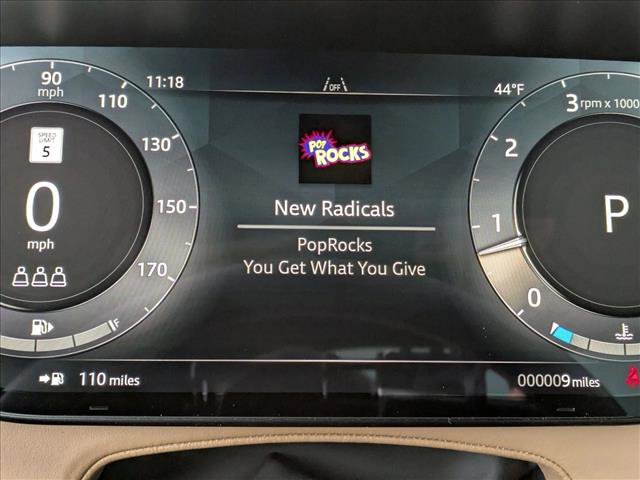 90
mph
110
130
150
170
SPEED
LIMIT
5
0
mph
F
110 miles
11:18
OFF
44°F
POP
ROCKS
New Radicals
PopRocks
You Get What You Give
3 rpm x 1000
2
1
0
P
000009 miles